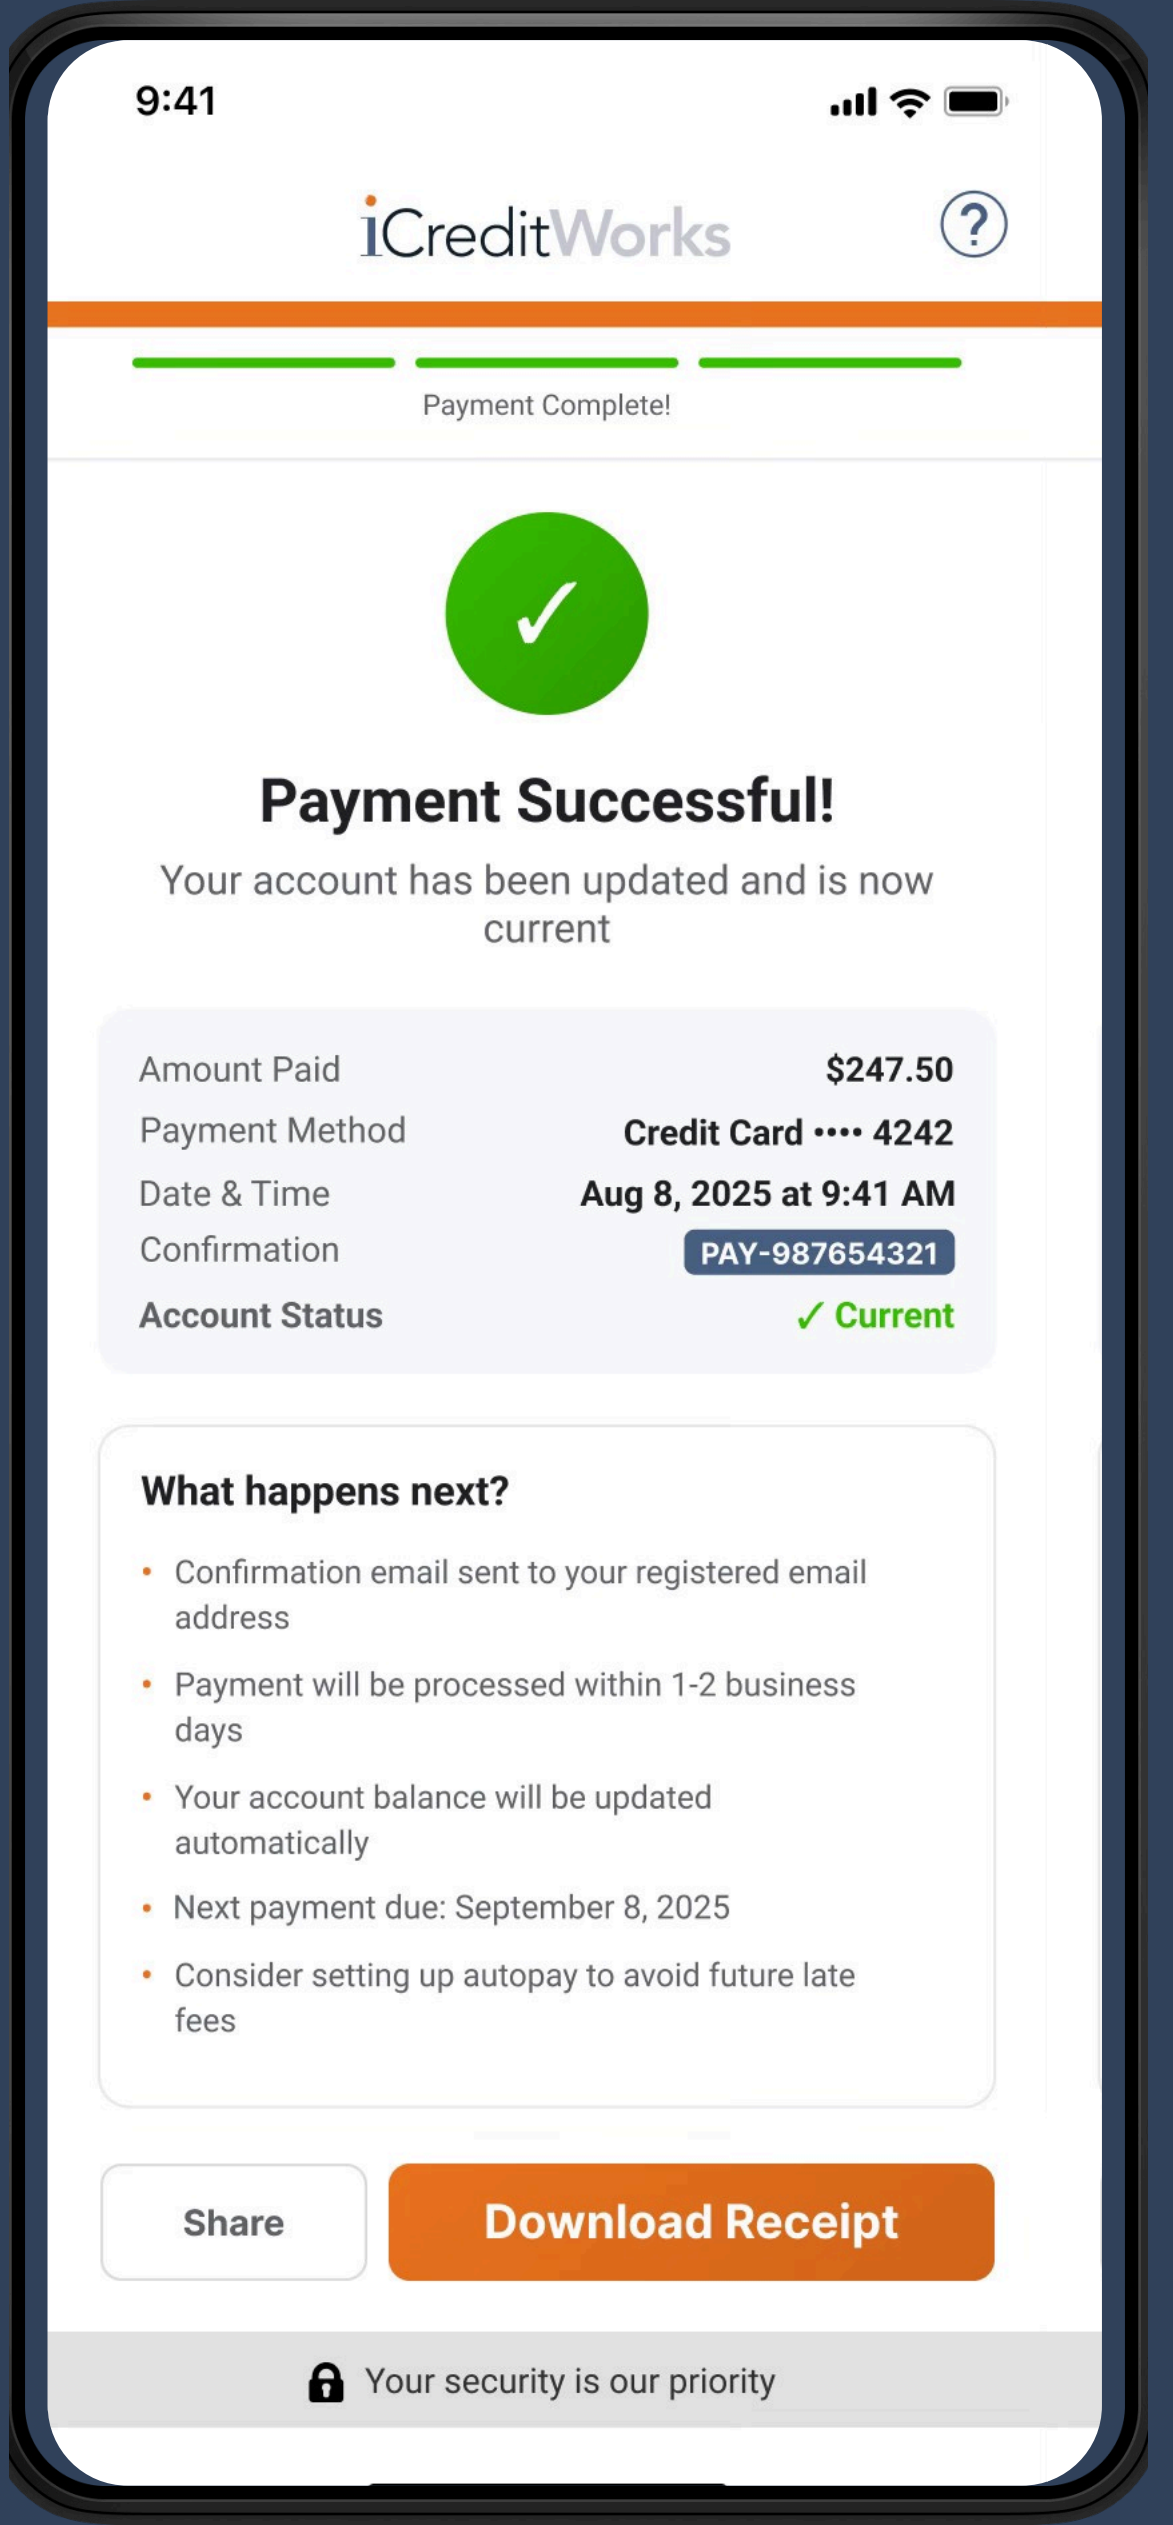 9:41
iCreditWorks
?
Payment Complete!
Payment Successful!
Your account has been updated and is now
current
Amount Paid $247.50
Payment Method Credit Card •••• 4242
Date & Time Aug 8, 2025 at 9:41 AM
Confirmation PAY-987654321
Account Status ✓ Current
What happens next?
• Confirmation email sent to your registered email
address
• Payment will be processed within 1-2 business
days
• Your account balance will be updated
automatically
• Next payment due: September 8, 2025
• Consider setting up autopay to avoid future late
fees
Share Download Receipt
Your security is our priority